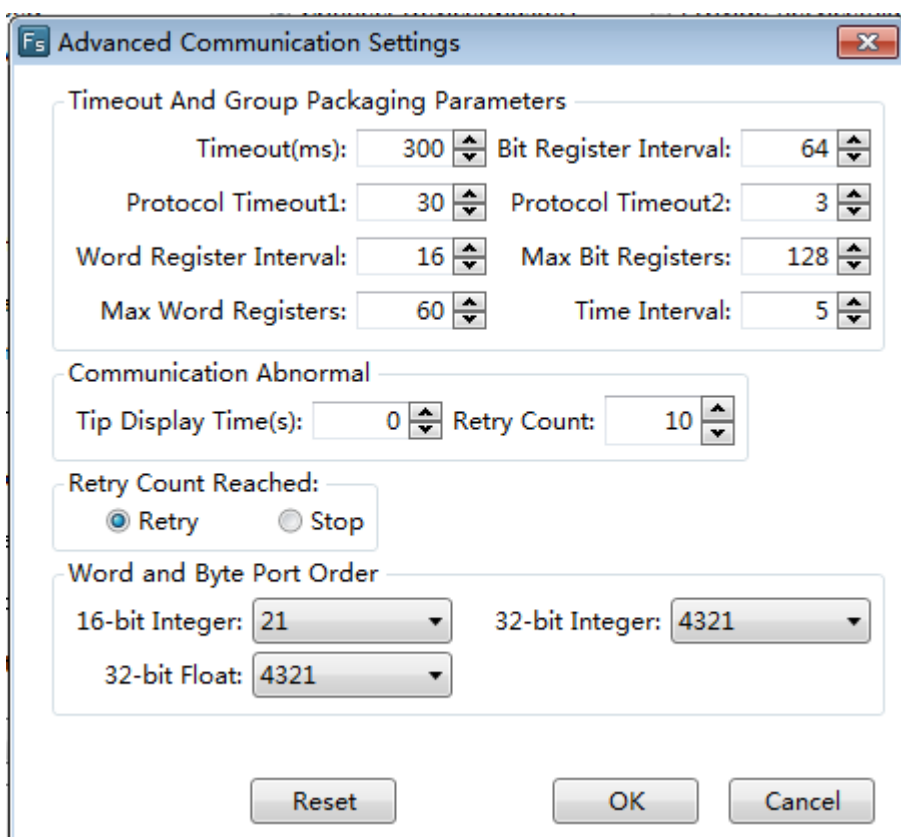 Fs Advanced Communication Settings
Timeout And Group Packaging Parameters
Timeout(ms): 300 Bit Register Interval: 64
Protocol Timeout1: 30 Protocol Timeout2: 3
Word Register Interval: 16 Max Bit Registers: 128
Max Word Registers: 60 Time Interval: 5
Communication Abnormal
Tip Display Time(s): 0 Retry Count: 10
Retry Count Reached:
Retry Stop
Word and Byte Port Order
16-bit Integer: 21 32-bit Integer: 4321
32-bit Float: 4321
Reset OK Cancel